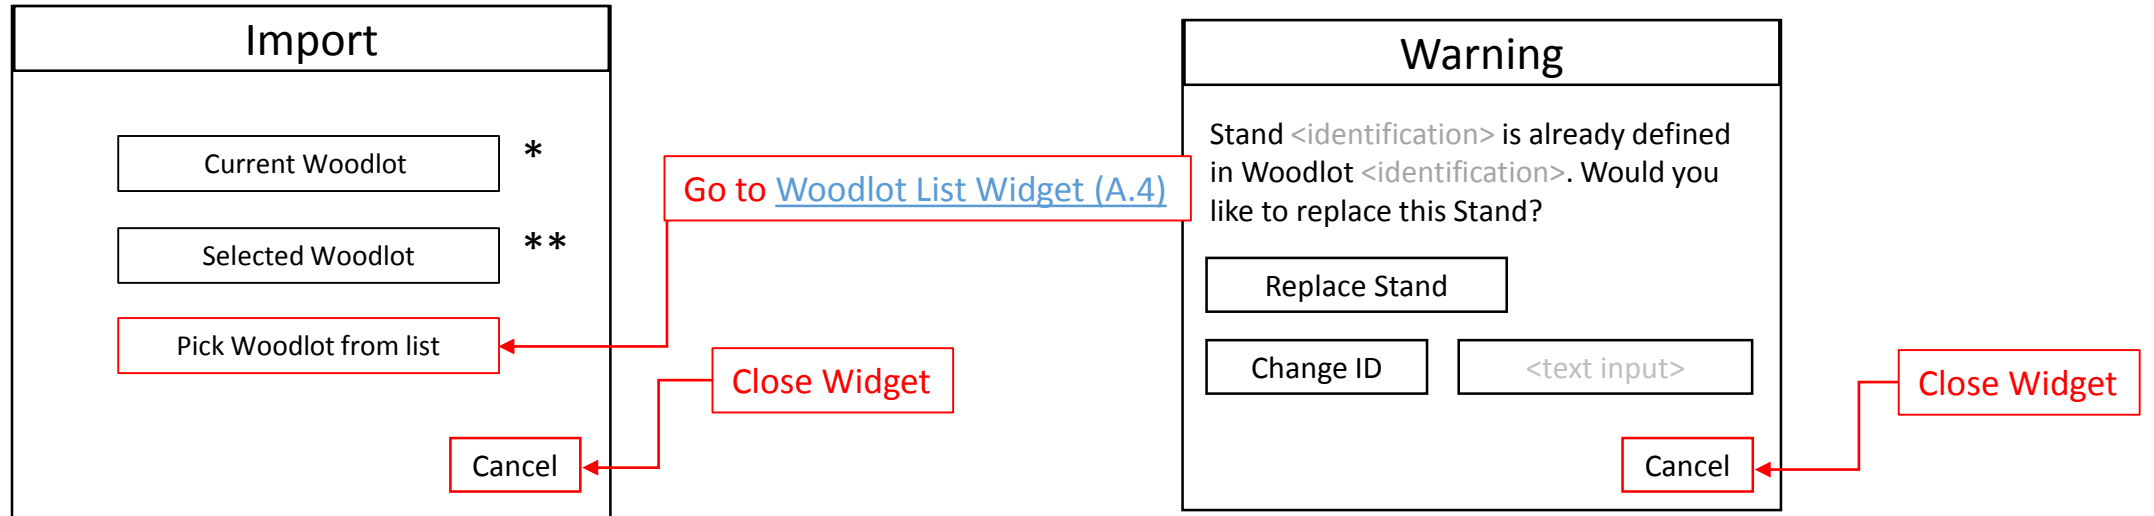 Import
Current Woodlot *
Selected Woodlot **
Pick Woodlot from list
Cancel
Go to Woodlot List Widget (A.4)
Close Widget
Warning
Stand <identification> is already defined
in Woodlot <identification>. Would you
like to replace this Stand?
Replace Stand
Change ID <text input>
Cancel
Close Widget